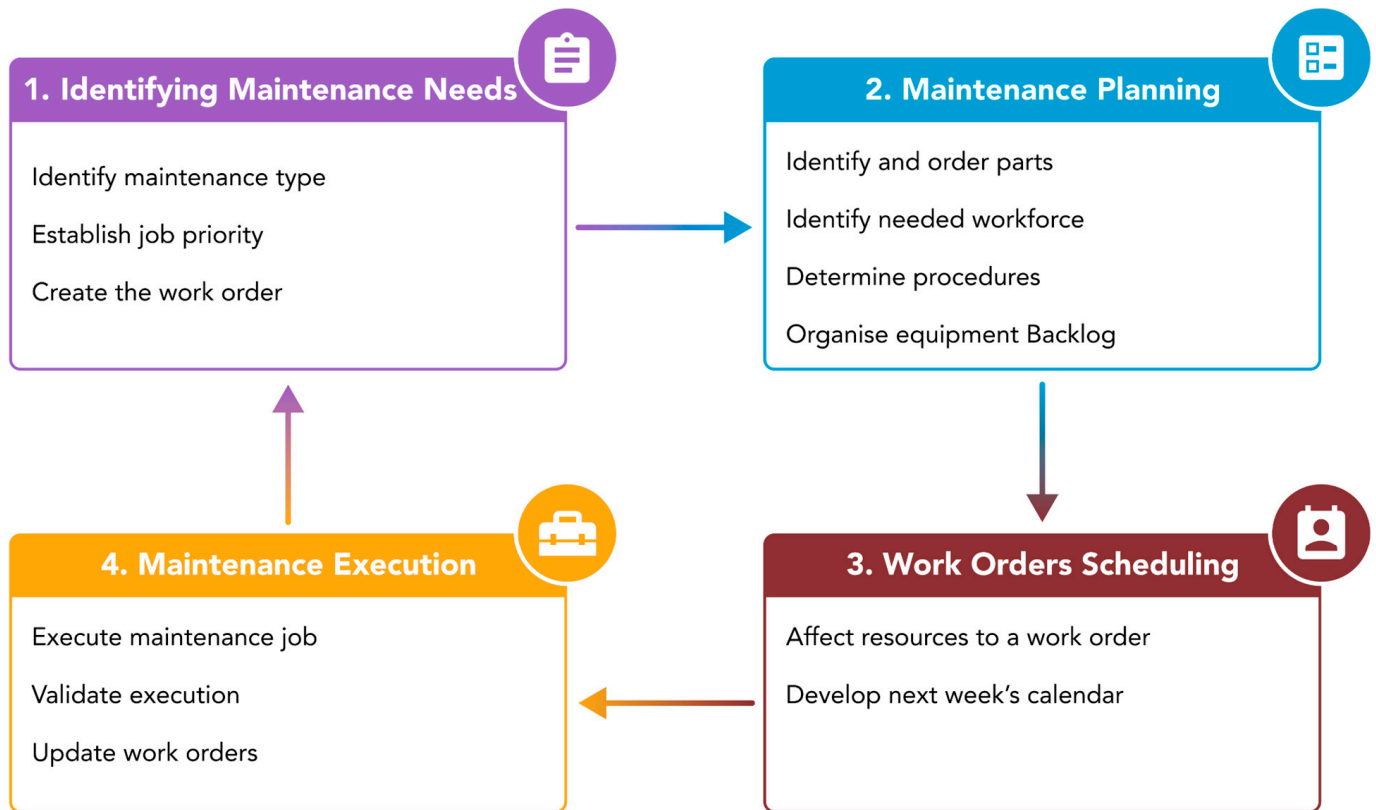 1. Identifying Maintenance Needs
Identify maintenance type
Establish job priority
Create the work order
2. Maintenance Planning
Identify and order parts
Identify needed workforce
Determine procedures
Organise equipment Backlog
3. Work Orders Scheduling
Affect resources to a work order
Develop next week’s calendar
4. Maintenance Execution
Execute maintenance job
Validate execution
Update work orders